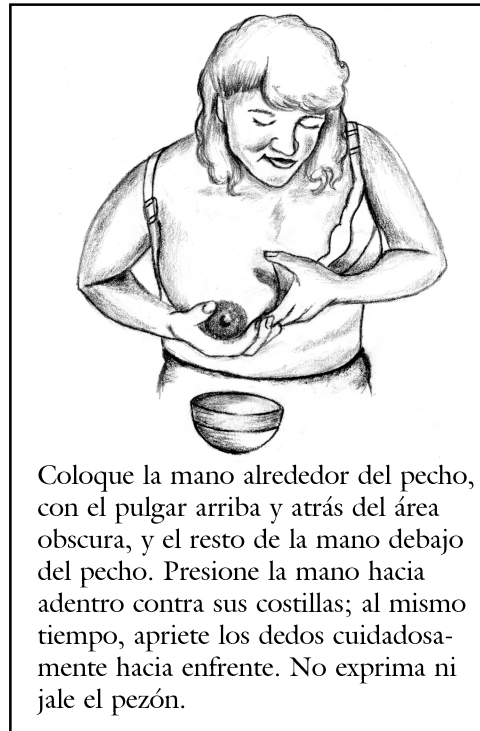 Coloque la mano alrededor del pecho,
con el pulgar arriba y atrás del área
obscura, y el resto de la mano debajo
del pecho. Presione la mano hacia
adentro contra sus costillas; al mismo
tiempo, apriete los dedos cuidadosa-
mente hacia enfrente. No exprima ni
jale el pezón.